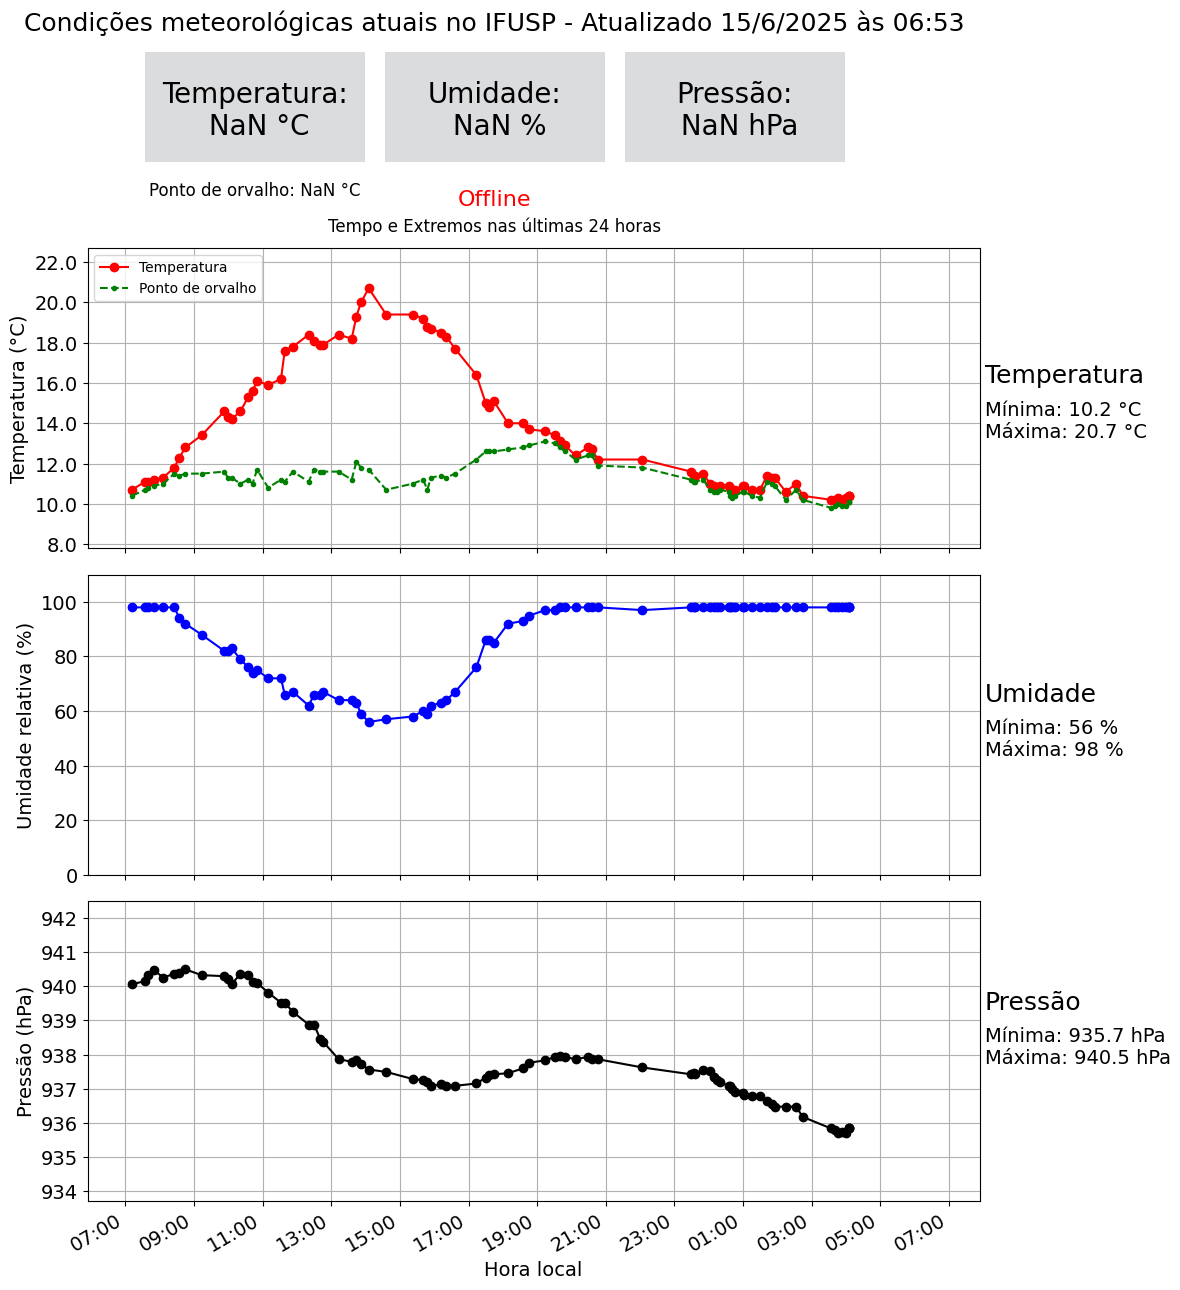 Condições meteorológicas atuais no IFUSP - Atualizado 15/6/2025 às 06:53
Temperatura:
NaN °C
Umidade:
NaN %
Pressão:
NaN hPa
Ponto de orvalho: NaN °C
Offline
Tempo e Extremos nas últimas 24 horas
Temperatura (°C)
22.0
20.0
18.0
16.0
14.0
12.0
10.0
8.0
Temperatura
Ponto de orvalho
Temperatura
Mínima: 10.2 °C
Máxima: 20.7 °C
Umidade relativa (%)
100
80
60
40
20
0
Umidade
Mínima: 56 %
Máxima: 98 %
Pressão (hPa)
942
941
940
939
938
937
936
935
934
Pressão
Mínima: 935.7 hPa
Máxima: 940.5 hPa
07:00 09:00 11:00 13:00 15:00 17:00 19:00 21:00 23:00 01:00 03:00 05:00 07:00
Hora local